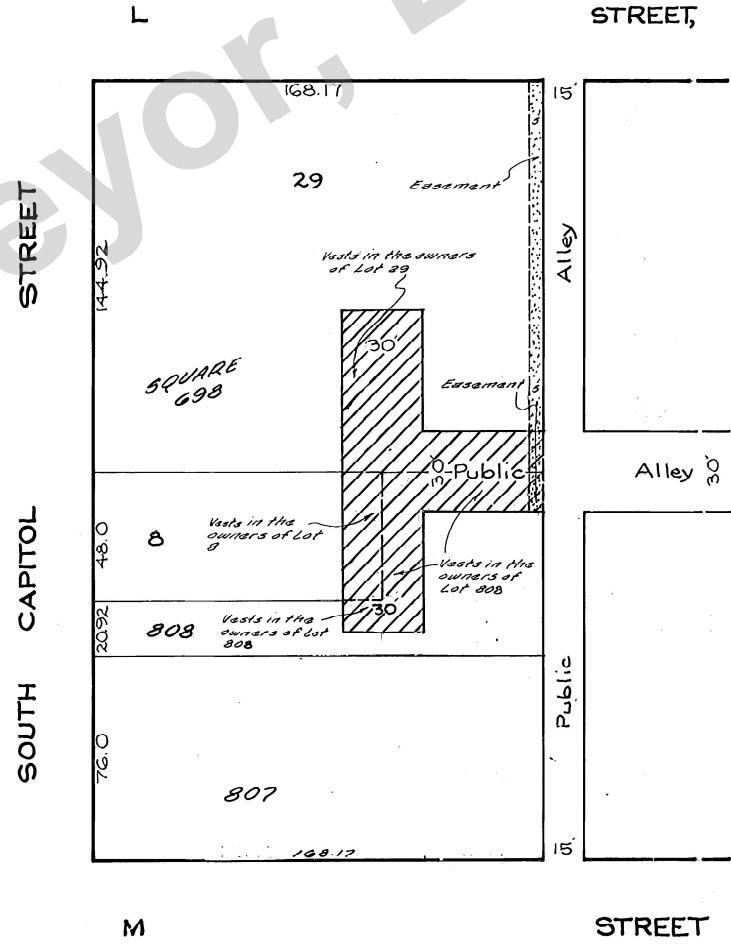 L STREET,
168.17
15'
29
Easement
Vests in the owners
of Lot 29
Alley
STREET
144.92
30'
SQUARE
698
Easement
30'
Public
Alley 30'
CAPITOL
48.0
8
Vests in the
owners of Lot
8
Vests in the
owners of
Lot 808
30'
20.92
808
Vests in the
owners of Lot
808
SOUTH
76.0
807
Public
168.17
15'
M STREET
eyor,